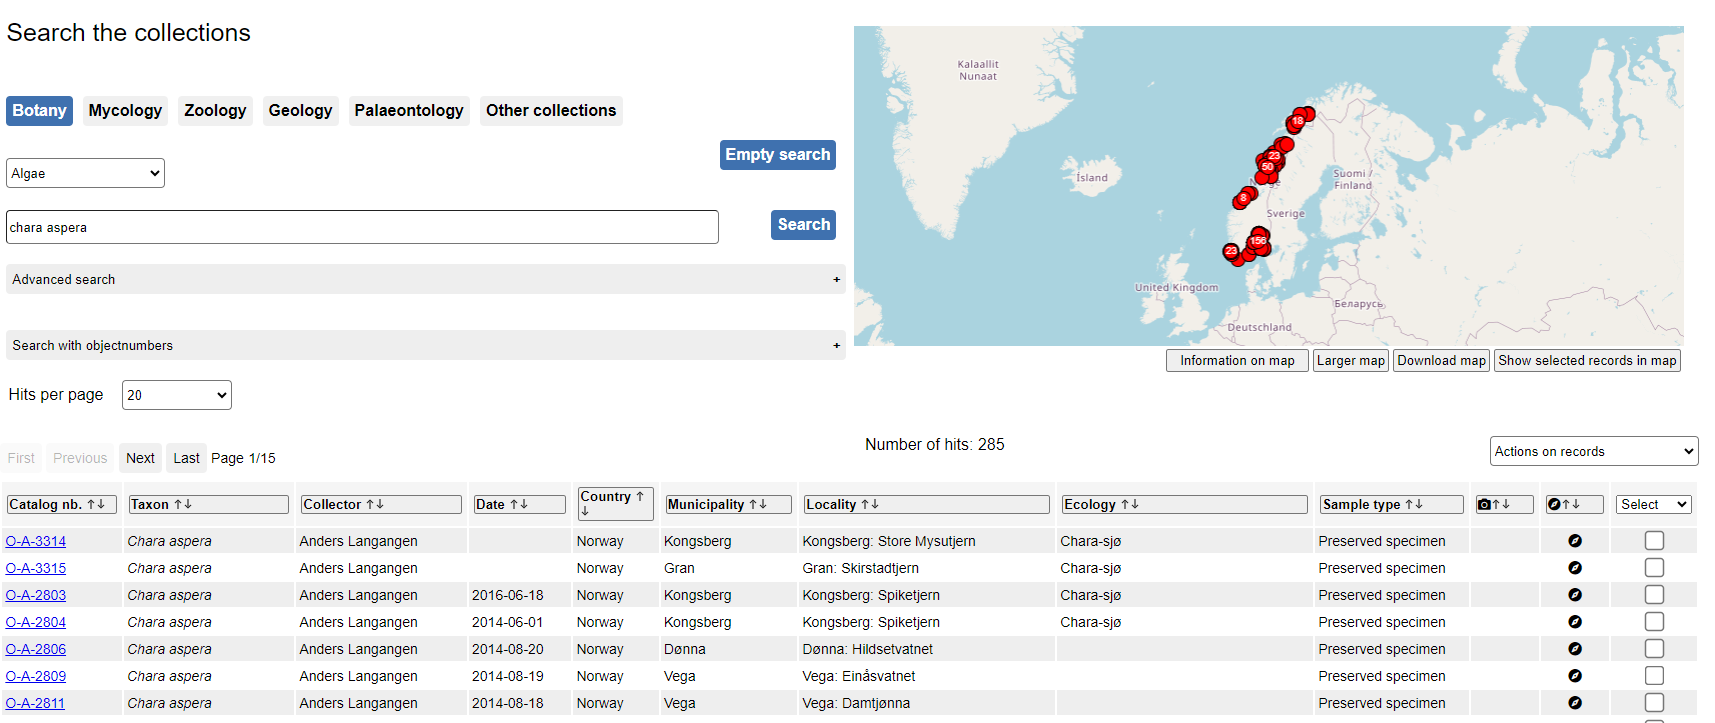 Search the collections
Botany Mycology Zoology Geology Palaeontology Other collections
Empty search
Algae
chara aspera
Search
Advanced search +
Search with objectnumbers +
Hits per page 20
Kalaallit
Nunaat
Ísland
Suomi /
Finland
Sverige
United Kingdom
Беларусь
Deutschland
18
23
50
8
156
23
Information on map Larger map Download map Show selected records in map
Number of hits: 285
First Previous Next Last Page 1/15
Actions on records
Catalog nb. ↑↓ Taxon ↑↓ Collector ↑↓ Date ↑↓ Country ↑↓ Municipality ↑↓ Locality ↑↓ Ecology ↑↓ Sample type ↑↓ ↑↓ ↑↓ Select
O-A-3314 Chara aspera Anders Langangen Norway Kongsberg Kongsberg: Store Mysutjern Chara-sjø Preserved specimen
O-A-3315 Chara aspera Anders Langangen Norway Gran Gran: Skirstadtjern Chara-sjø Preserved specimen
O-A-2803 Chara aspera Anders Langangen 2016-06-18 Norway Kongsberg Kongsberg: Spiketjern Chara-sjø Preserved specimen
O-A-2804 Chara aspera Anders Langangen 2014-06-01 Norway Kongsberg Kongsberg: Spiketjern Chara-sjø Preserved specimen
O-A-2806 Chara aspera Anders Langangen 2014-08-20 Norway Dønna Dønna: Hildsetvatnet Preserved specimen
O-A-2809 Chara aspera Anders Langangen 2014-08-19 Norway Vega Vega: Einåsvatnet Preserved specimen
O-A-2811 Chara aspera Anders Langangen 2014-08-18 Norway Vega Vega: Damtjønna Preserved specimen